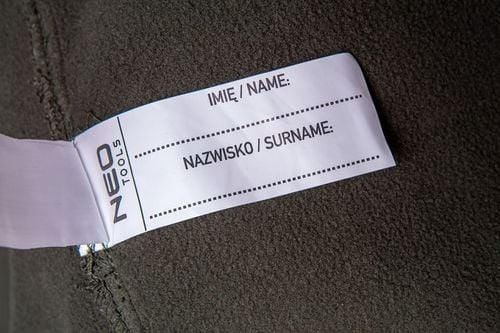 IMIĘ / NAME:
NAZWISKO / SURNAME:
NEO
TOOLS